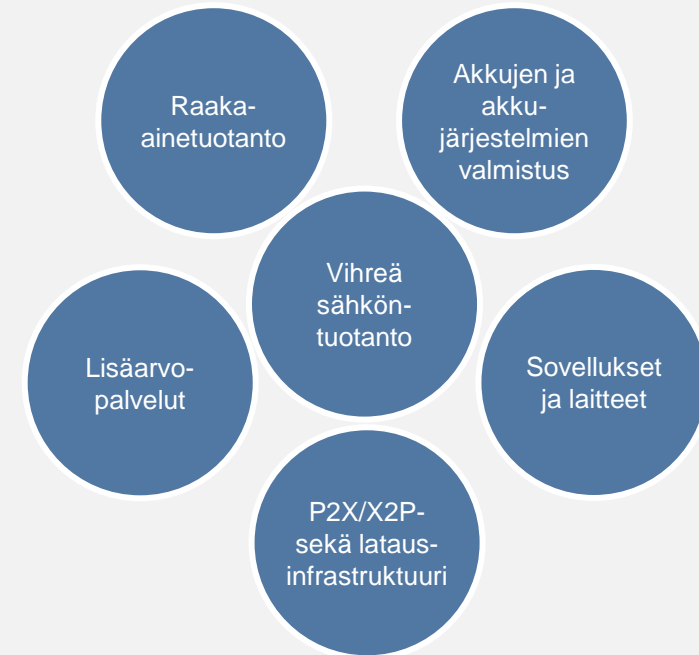 Raaka-
ainetuotanto
Akkujen ja
akku-
järjestelmien
valmistus
Vihreä
sähkön-
tuotanto
Lisäarvo-
palvelut
Sovellukset
ja laitteet
P2X/X2P-
sekä lataus-
infrastruktuuri